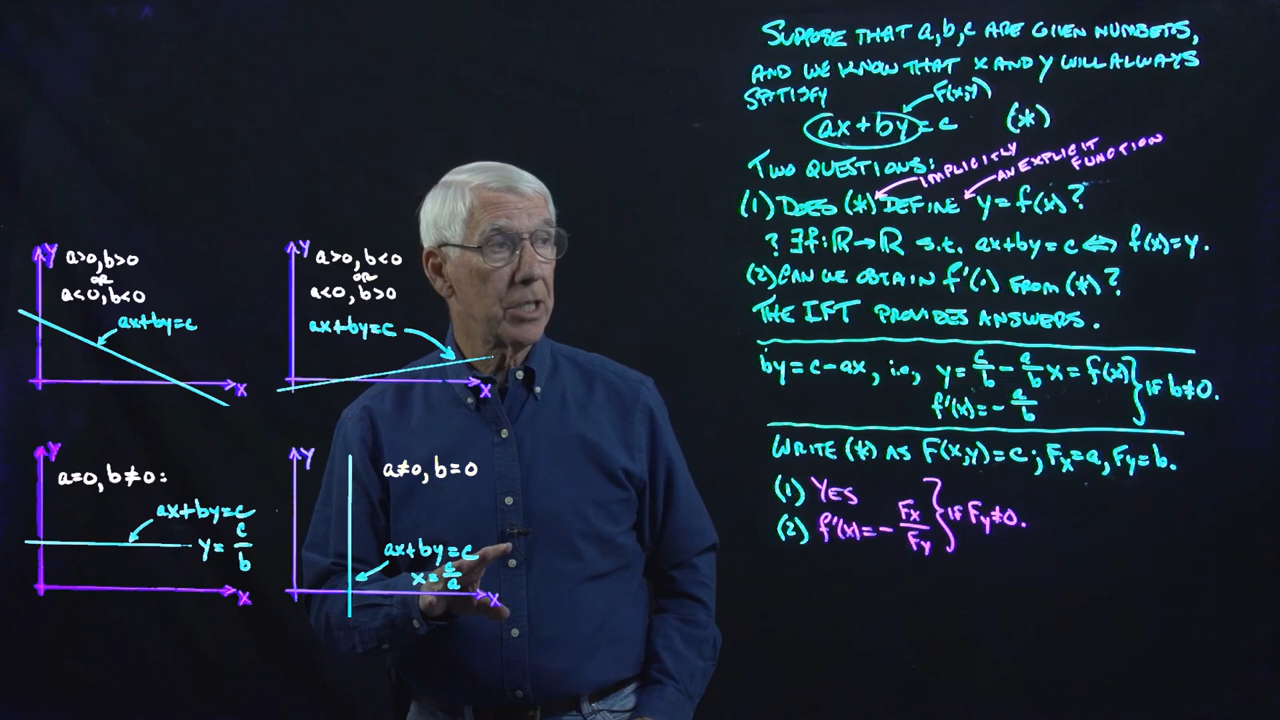 SUPPOSE THAT a,b,c ARE GIVEN NUMBERS,
AND WE KNOW THAT x AND y WILL ALWAYS
SATISFY
F(x,y)
ax+by=c (*)
TWO QUESTIONS:
IMPLICITLY
AN EXPLICIT
FUNCTION
(1) DOES (*) DEFINE y=f(x)?
? ∃f:ℝ→ℝ s.t. ax+by=c ⇔ f(x)=y.
(2) CAN WE OBTAIN f'(.) FROM (*)?
THE IFT PROVIDES ANSWERS.
by=c-ax, i.e., y=c/b-a/b x=f(x)} IF b≠0.
f'(x)=-a/b
WRITE (*) AS F(x,y)=c; Fx=a, Fy=b.
(1) YES
(2) f'(x)=-Fx/Fy } IF Fy≠0.
Y
a>0, b>0
OR
a<0, b<0
ax+by=c
X
Y
a>0, b<0
OR
a<0, b>0
ax+by=c
X
Y
a=0, b≠0:
ax+by=c
y=c/b
X
Y
a≠0, b=0
ax+by=c
x=c/a
X